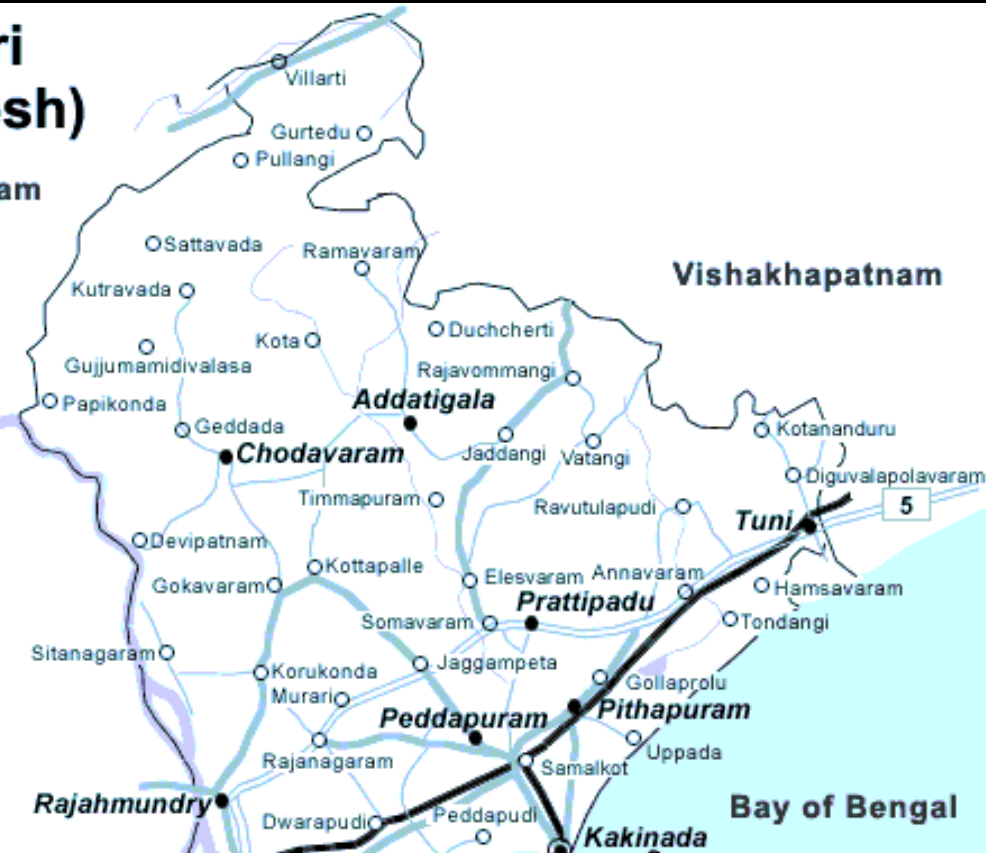 ri
esh)
am
Villarti
Gurtedu
Pullangi
Sattavada
Ramavaram
Vishakhapatnam
Kutravada
Duchcherti
Kota
Gujjumamidivalasa
Rajavommangi
Papikonda
Addatigala
Geddada
Kotananduru
Chodavaram
Jaddangi
Vatangi
Diguvalapolavaram
Timmapuram
Ravutulapudi
5
Tuni
Devipatnam
Kottapalle
Gokavaram
Elesvaram
Annavaram
Hamsavaram
Prattipadu
Somavaram
Tondangi
Sitanagaram
Jaggampeta
Korukonda
Gollaprolu
Murari
Pithapuram
Peddapuram
Uppada
Rajanagaram
Samalkot
Rajahmundry
Bay of Bengal
Peddapudi
Dwarapudi
Kakinada